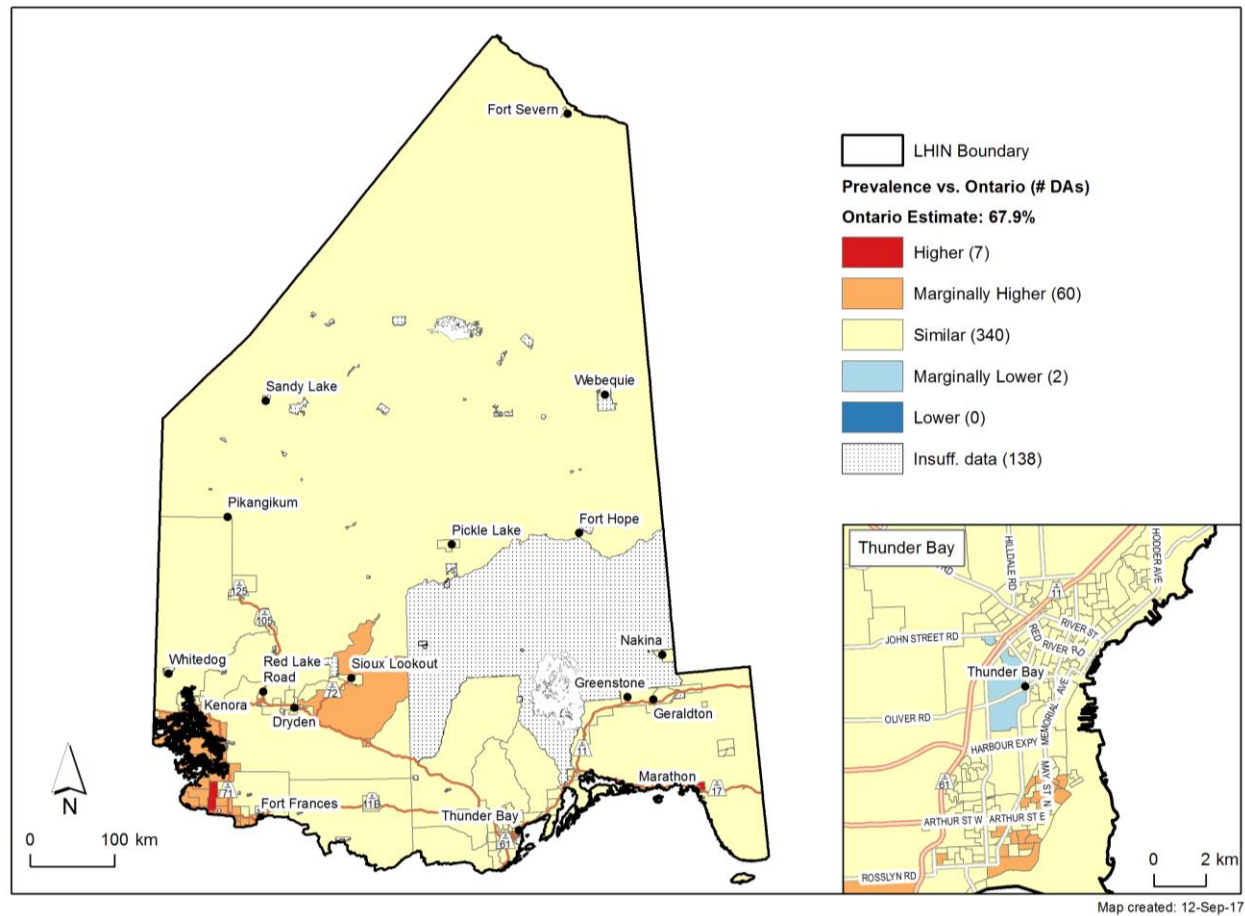 Fort Severn
Sandy Lake
Webequie
Pikangikum
Pickle Lake
Fort Hope
125
105
Nakina
Whitedog
Red Lake
Road
Sioux Lookout
72
Greenstone
Kenora
Dryden
Geraldton
11
Marathon
17
71
Fort Frances
11B
Thunder Bay
61
N
0 100 km
LHIN Boundary
Prevalence vs. Ontario (# DAs)
Ontario Estimate: 67.9%
Higher (7)
Marginally Higher (60)
Similar (340)
Marginally Lower (2)
Lower (0)
Insuff. data (138)
Thunder Bay
RD
HILLDALE RD
HODDER AVE
11
JOHN STREET RD
RIVER ST
RED RIVER RD
Thunder Bay
OLIVER RD
MEMORIAL AVE
HARBOUR EXPY
61
MAY ST N
ARTHUR ST W
ARTHUR ST E
ROSSLYN RD
0 2 km
Map created: 12-Sep-17